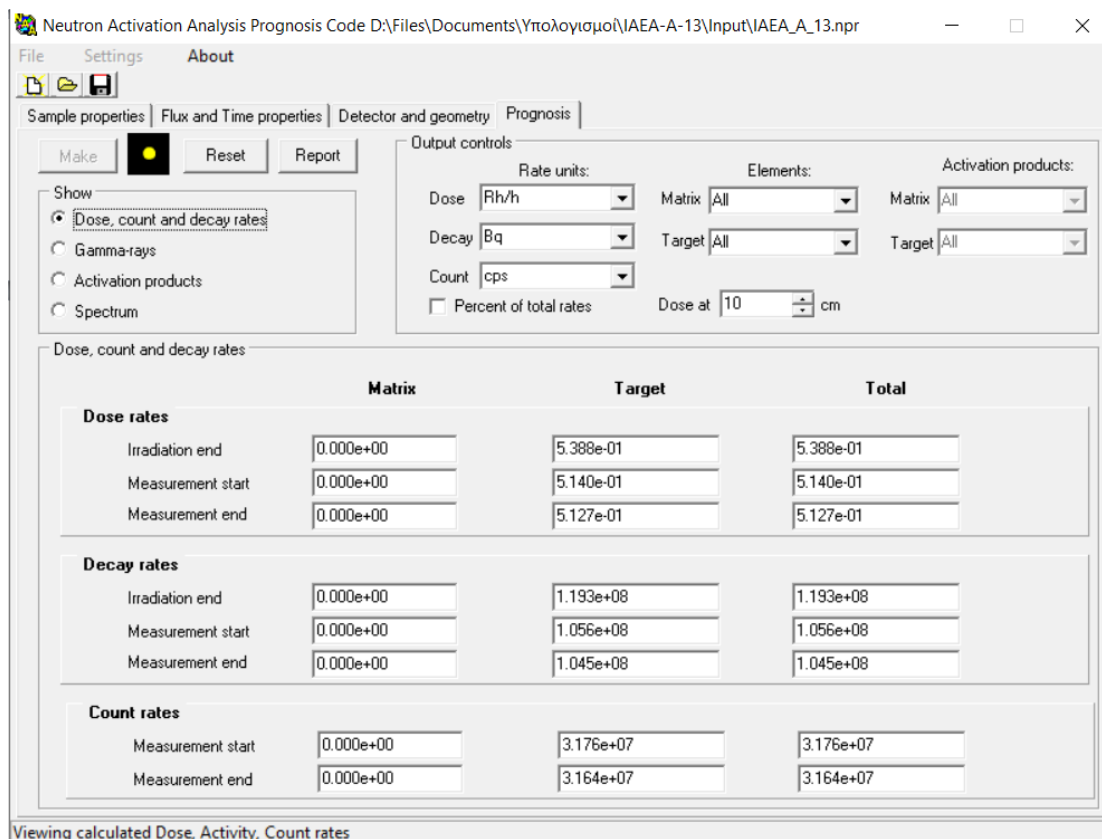 Neutron Activation Analysis Prognosis Code D:\Files\Documents\Υπολογισμοί\IAEA-A-13\Input\IAEA_A_13.npr
File Settings About
Sample properties Flux and Time properties Detector and geometry Prognosis
Make Reset Report
Show
Dose, count and decay rates
Gamma-rays
Activation products
Spectrum
Output controls
Rate units: Elements: Activation products:
Dose Rh/h Matrix All Matrix All
Decay Bq Target All Target All
Count cps
Percent of total rates Dose at 10 cm
Dose, count and decay rates
Matrix Target Total
Dose rates
Irradiation end 0.000e+00 5.388e-01 5.388e-01
Measurement start 0.000e+00 5.140e-01 5.140e-01
Measurement end 0.000e+00 5.127e-01 5.127e-01
Decay rates
Irradiation end 0.000e+00 1.193e+08 1.193e+08
Measurement start 0.000e+00 1.056e+08 1.056e+08
Measurement end 0.000e+00 1.045e+08 1.045e+08
Count rates
Measurement start 0.000e+00 3.176e+07 3.176e+07
Measurement end 0.000e+00 3.164e+07 3.164e+07
Viewing calculated Dose, Activity, Count rates